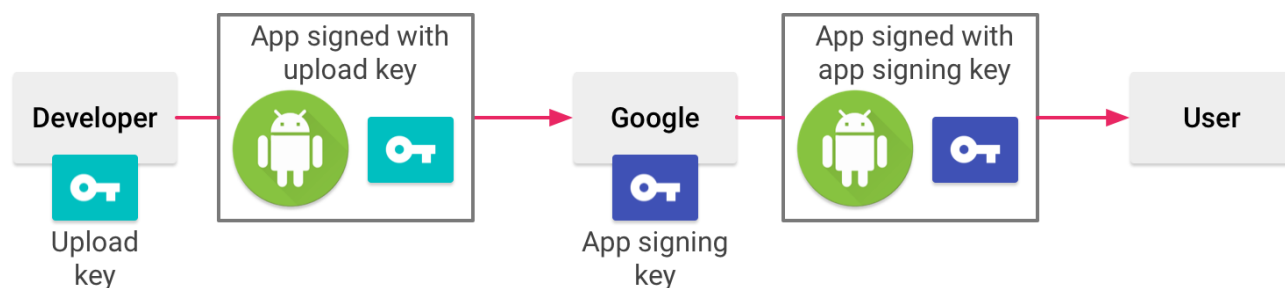 App signed with
upload key
App signed with
app signing key
Developer
Google
User
Upload
key
App signing
key